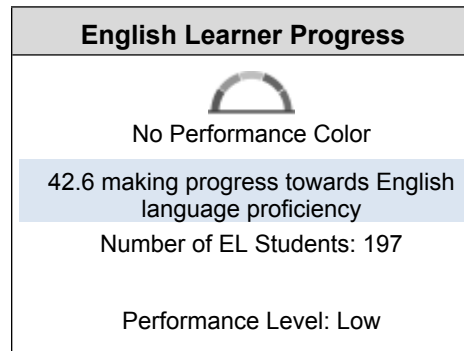 English Learner Progress
No Performance Color
42.6 making progress towards English
language proficiency
Number of EL Students: 197
Performance Level: Low